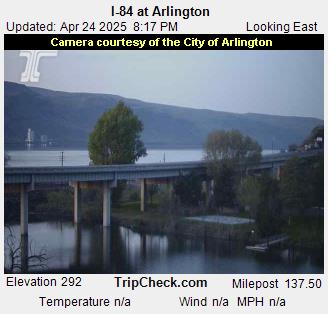 I-84 at Arlington
Updated: Apr 24 2025 8:17 PM Looking East
Camera courtesy of the City of Arlington
Elevation 292 TripCheck.com Milepost 137.50
Temperature n/a Wind n/a MPH n/a